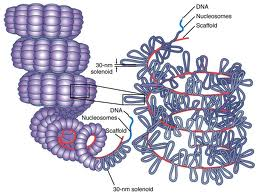 DNA
Nucleosomes
Scaffold
30-nm
solenoid
DNA
Nucleosomes
Scaffold
30-nm solenoid